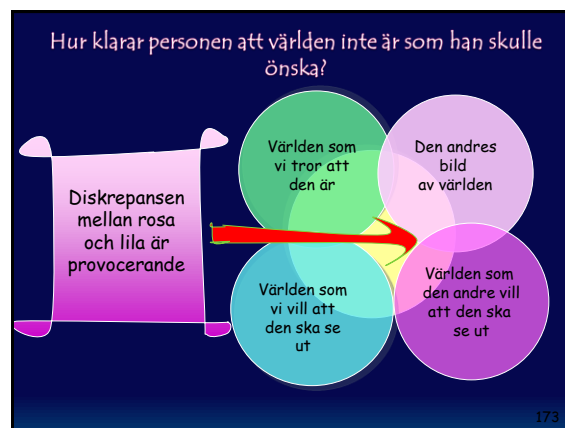 Hur klarar personen att världen inte är som han skulle
önska?
Diskrepansen
mellan rosa
och lila är
provocerande
Världen som
vi tror att
den är
Den andres
bild
av världen
Världen som
vi vill att
den ska se
ut
Världen som
den andre vill
att den ska
se ut
173